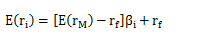 E(rᵢ) = [E(r_M) − r_f]βᵢ + r_f